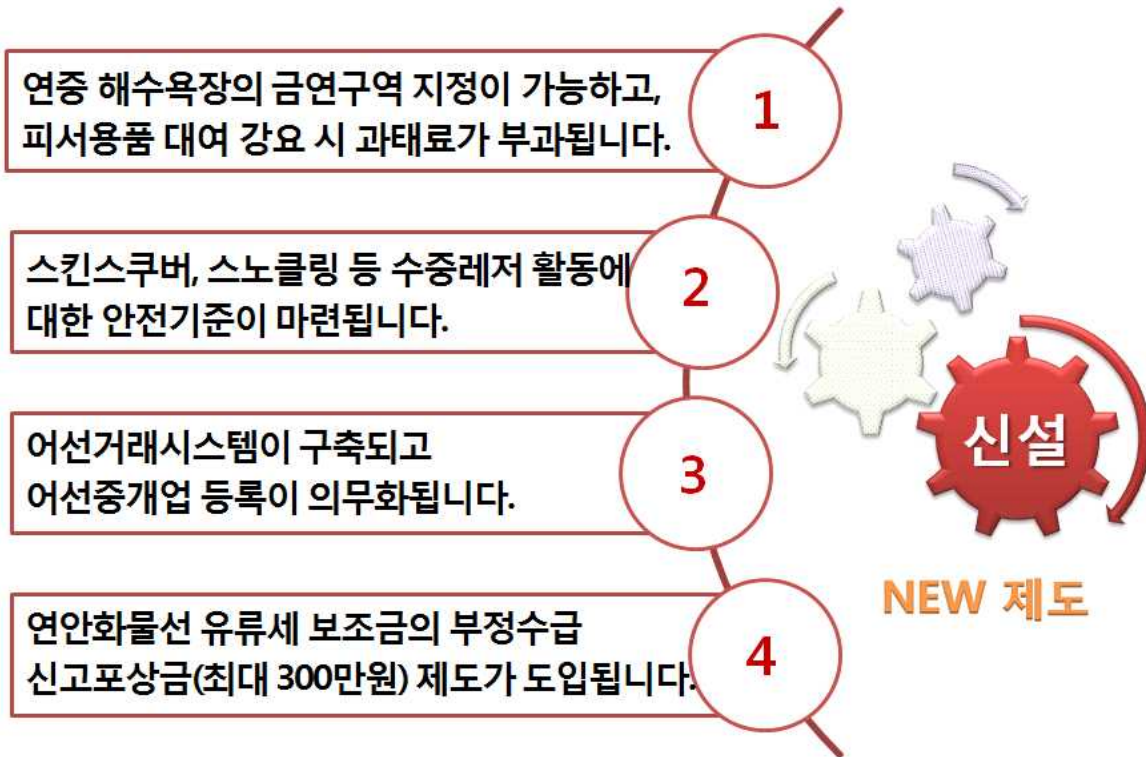 연중 해수욕장의 금연구역 지정이 가능하고,
피서용품 대여 강요 시 과태료가 부과됩니다.
1
스킨스쿠버, 스노클링 등 수중레저 활동에
대한 안전기준이 마련됩니다.
2
어선거래시스템이 구축되고
어선중개업 등록이 의무화됩니다.
3
연안화물선 유류세 보조금의 부정수급
신고포상금(최대 300만원) 제도가 도입됩니다.
4
신설
NEW 제도